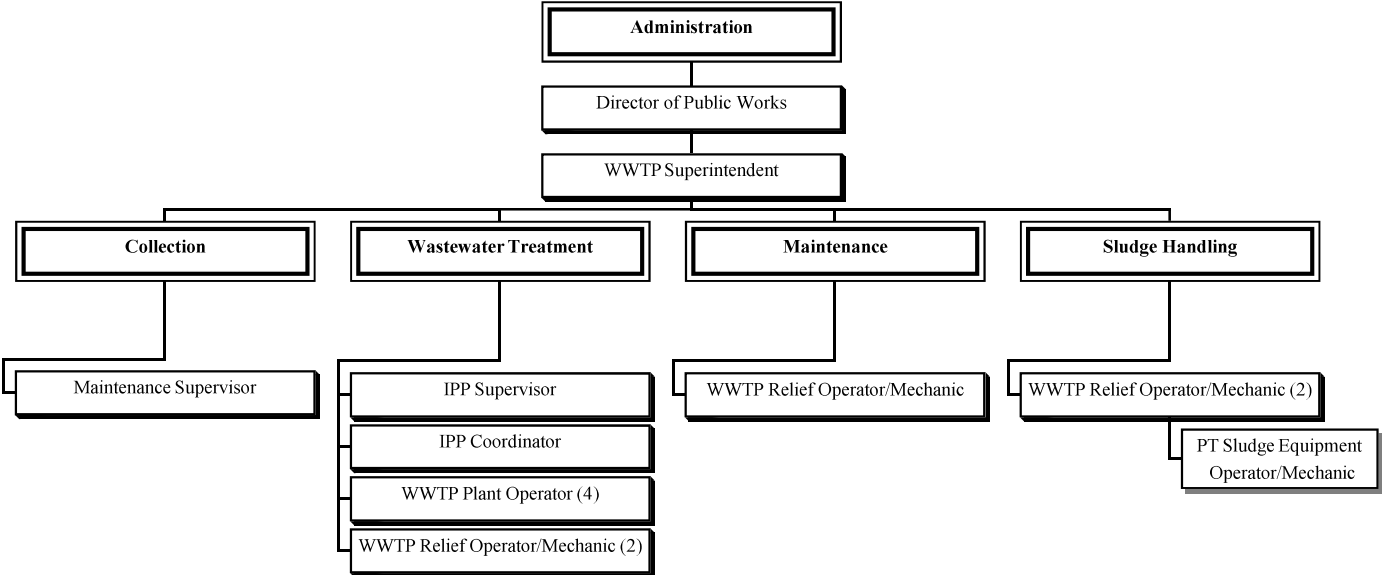 Administration
Director of Public Works
WWTP Superintendent
Collection
Wastewater Treatment
Maintenance
Sludge Handling
Maintenance Supervisor
IPP Supervisor
WWTP Relief Operator/Mechanic
WWTP Relief Operator/Mechanic (2)
IPP Coordinator
PT Sludge Equipment
Operator/Mechanic
WWTP Plant Operator (4)
WWTP Relief Operator/Mechanic (2)